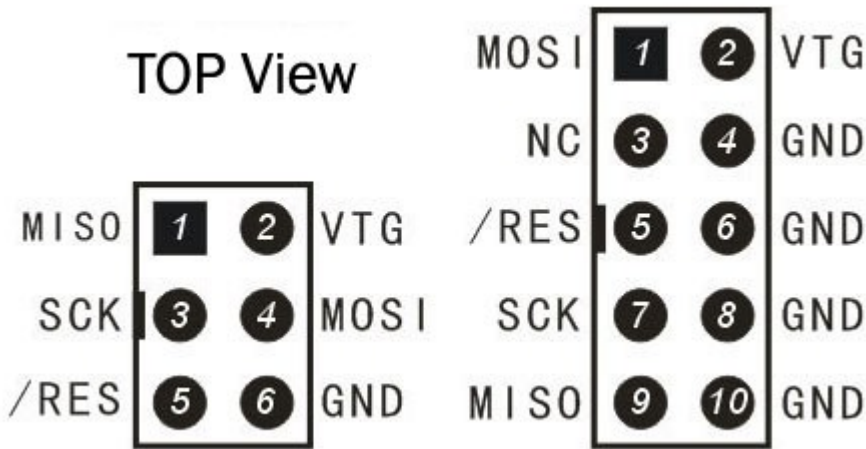 TOP View
MISO 1 2 VTG
SCK 3 4 MOSI
/RES 5 6 GND
MOSI 1 2 VTG
NC 3 4 GND
/RES 5 6 GND
SCK 7 8 GND
MISO 9 10 GND